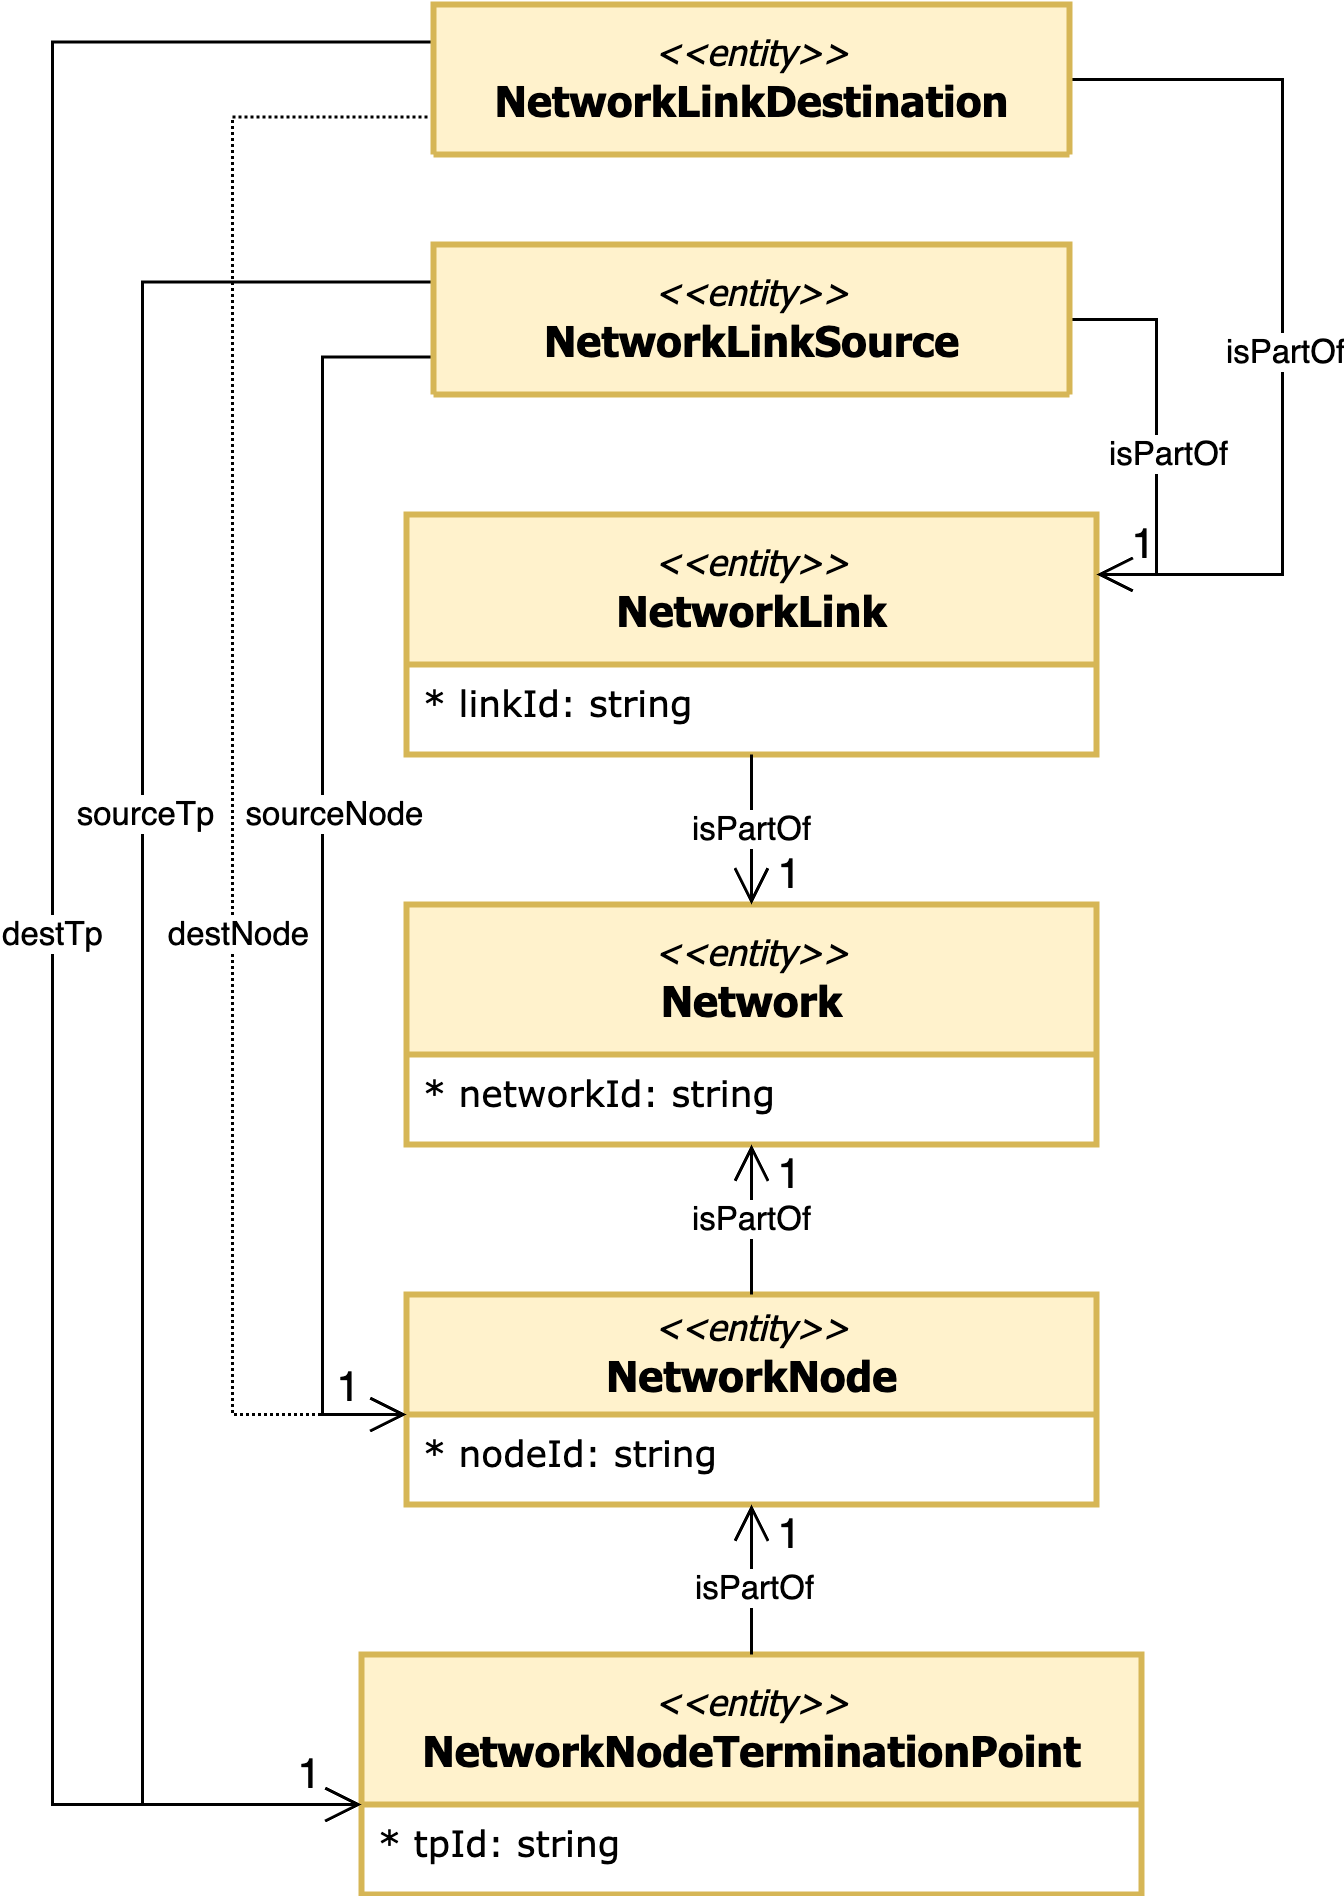 <<entity>>
NetworkLinkDestination
<<entity>>
NetworkLinkSource
isPartOf
isPartOf
1
<<entity>>
NetworkLink
* linkId: string
sourceTp
sourceNode
isPartOf
1
destTp
destNode
<<entity>>
Network
* networkId: string
1
isPartOf
<<entity>>
NetworkNode
1
* nodeId: string
1
isPartOf
<<entity>>
NetworkNodeTerminationPoint
1
* tpId: string